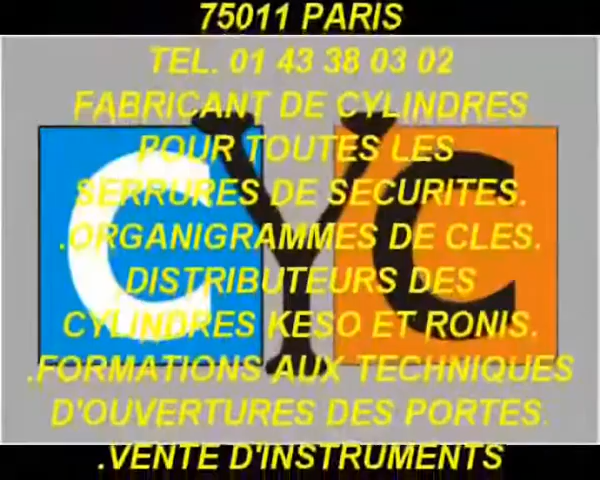 75011 PARIS
TEL. 01 43 38 03 02
FABRICANT DE CYLINDRES
POUR TOUTES LES
SERRURES DE SECURITES.
.ORGANIGRAMMES DE CLES.
.DISTRIBUTEURS DES
CYLINDRES KESO ET RONIS.
.FORMATIONS AUX TECHNIQUES
D'OUVERTURES DES PORTES.
.VENTE D'INSTRUMENTS
CYC